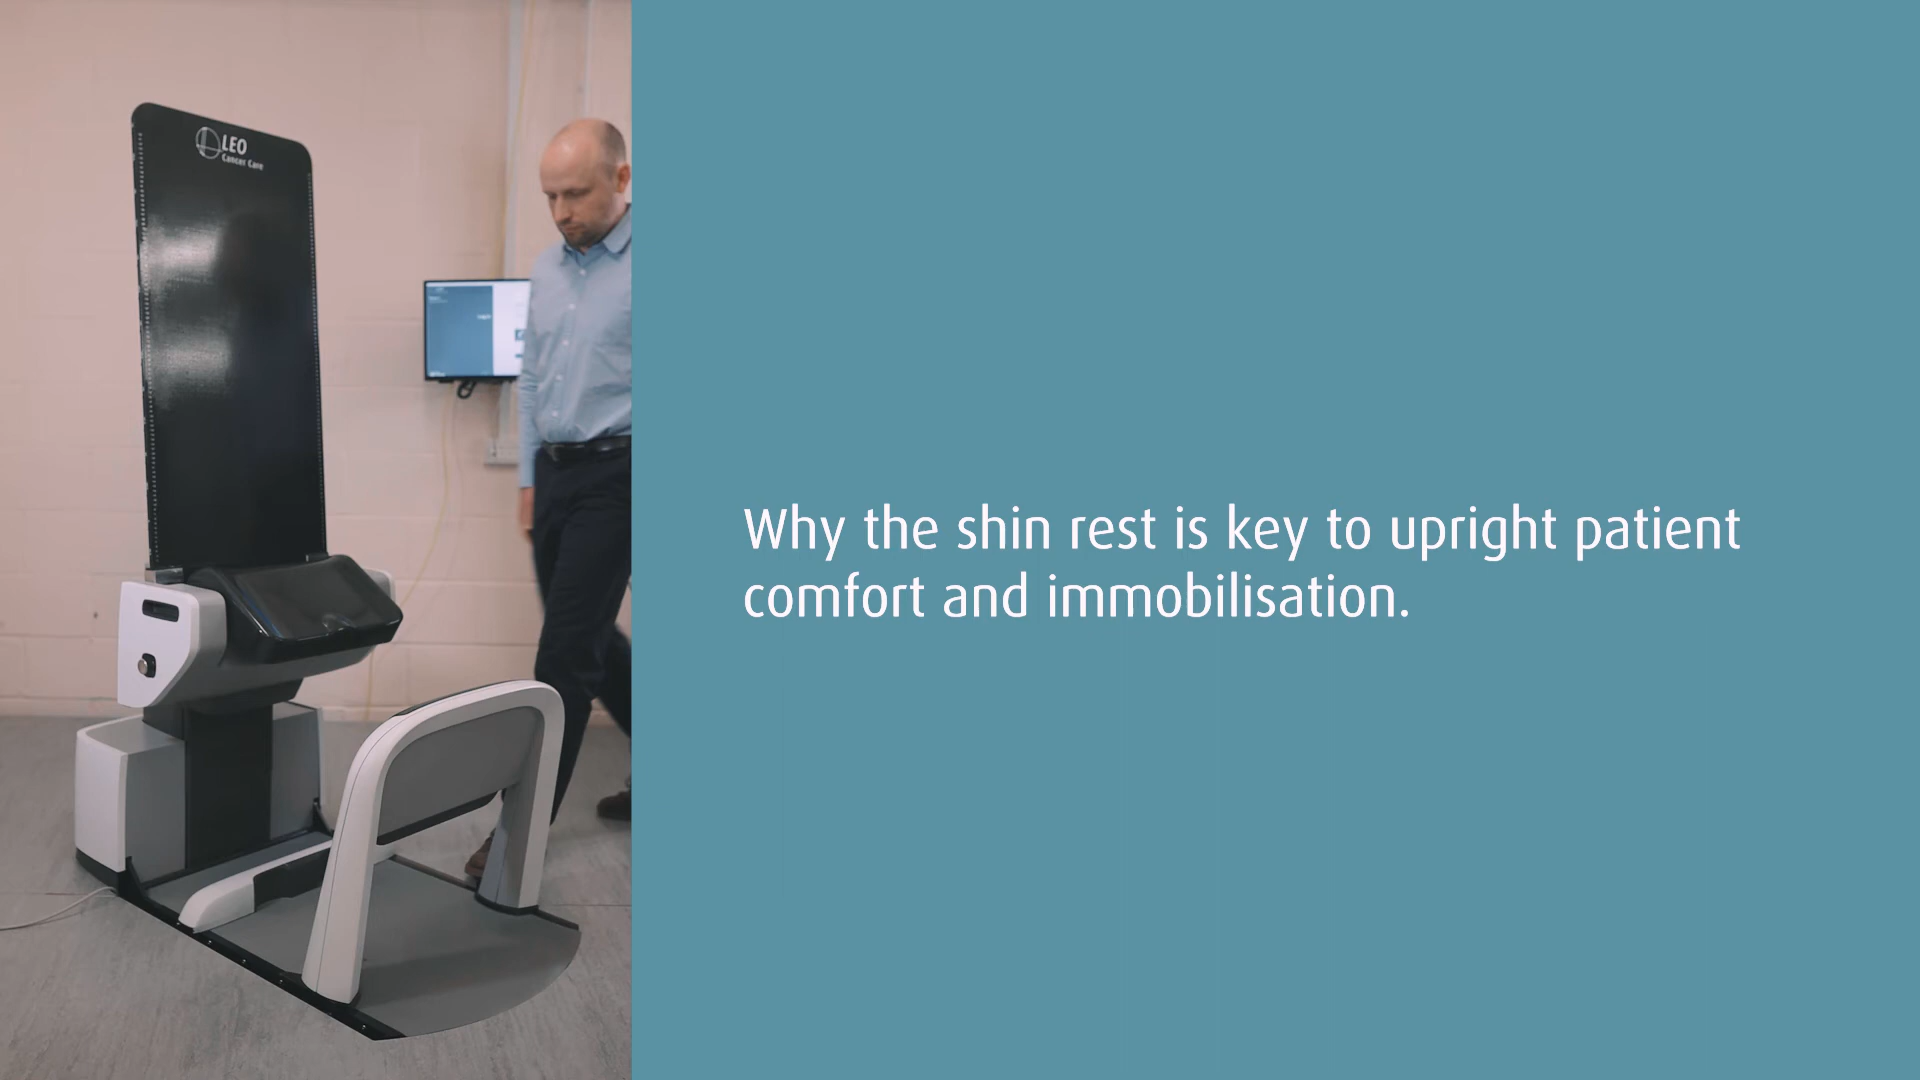 LEO
Cancer Care
Why the shin rest is key to upright patient
comfort and immobilisation.